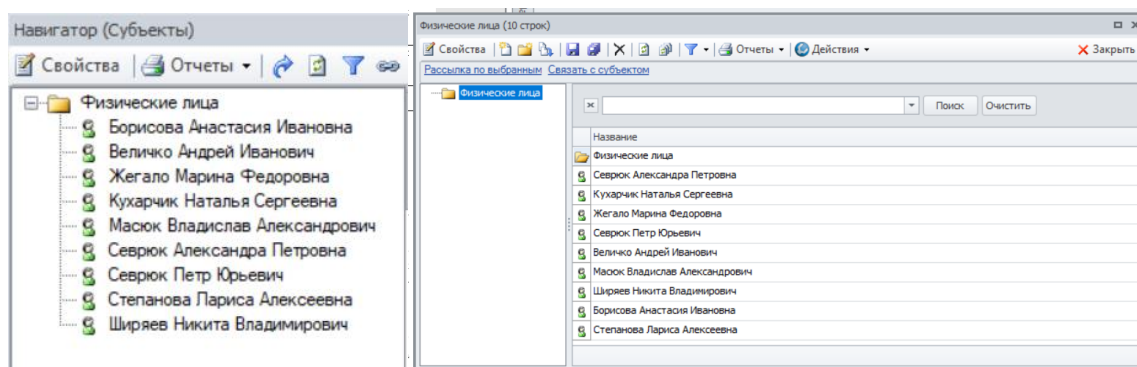 Навигатор (Субъекты)
Свойства Отчеты
Физические лица
Борисова Анастасия Ивановна
Величко Андрей Иванович
Жегало Марина Федоровна
Кухарчик Наталья Сергеевна
Масюк Владислав Александрович
Севрюк Александра Петровна
Севрюк Петр Юрьевич
Степанова Лариса Алексеевна
Ширяев Никита Владимирович
Физические лица (10 строк)
Свойства Отчеты Действия Закрыть
Рассылка по выбранным Связать с субъектом
Физические лица
Поиск Очистить
Название
Физические лица
Севрюк Александра Петровна
Кухарчик Наталья Сергеевна
Жегало Марина Федоровна
Севрюк Петр Юрьевич
Величко Андрей Иванович
Масюк Владислав Александрович
Ширяев Никита Владимирович
Борисова Анастасия Ивановна
Степанова Лариса Алексеевна